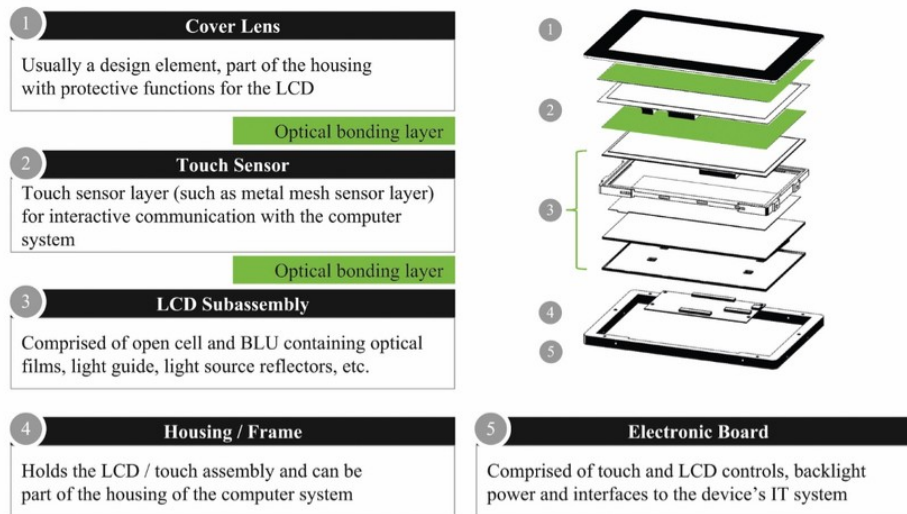 1
Cover Lens
Usually a design element, part of the housing
with protective functions for the LCD
Optical bonding layer
2
Touch Sensor
Touch sensor layer (such as metal mesh sensor layer)
for interactive communication with the computer
system
Optical bonding layer
3
LCD Subassembly
Comprised of open cell and BLU containing optical
films, light guide, light source reflectors, etc.
1
2
3
4
5
4
Housing / Frame
Holds the LCD / touch assembly and can be
part of the housing of the computer system
5
Electronic Board
Comprised of touch and LCD controls, backlight
power and interfaces to the device’s IT system